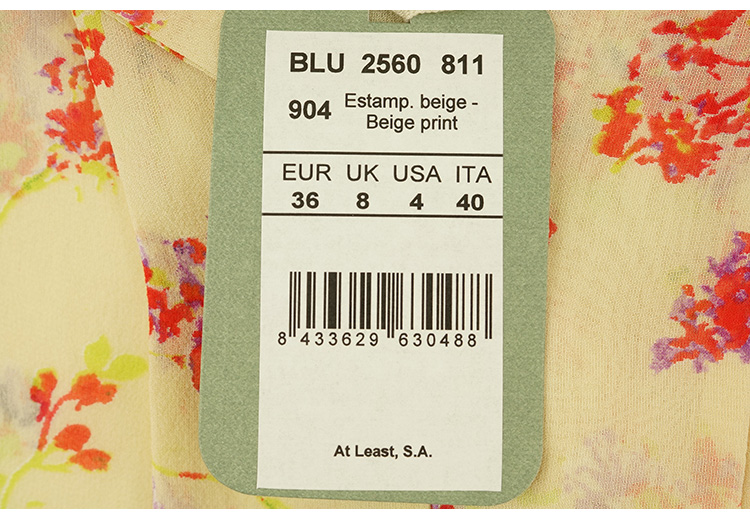 BLU 2560 811
904 Estamp. beige -
Beige print
EUR UK USA ITA
36 8 4 40
8 433629 630488
At Least, S.A.